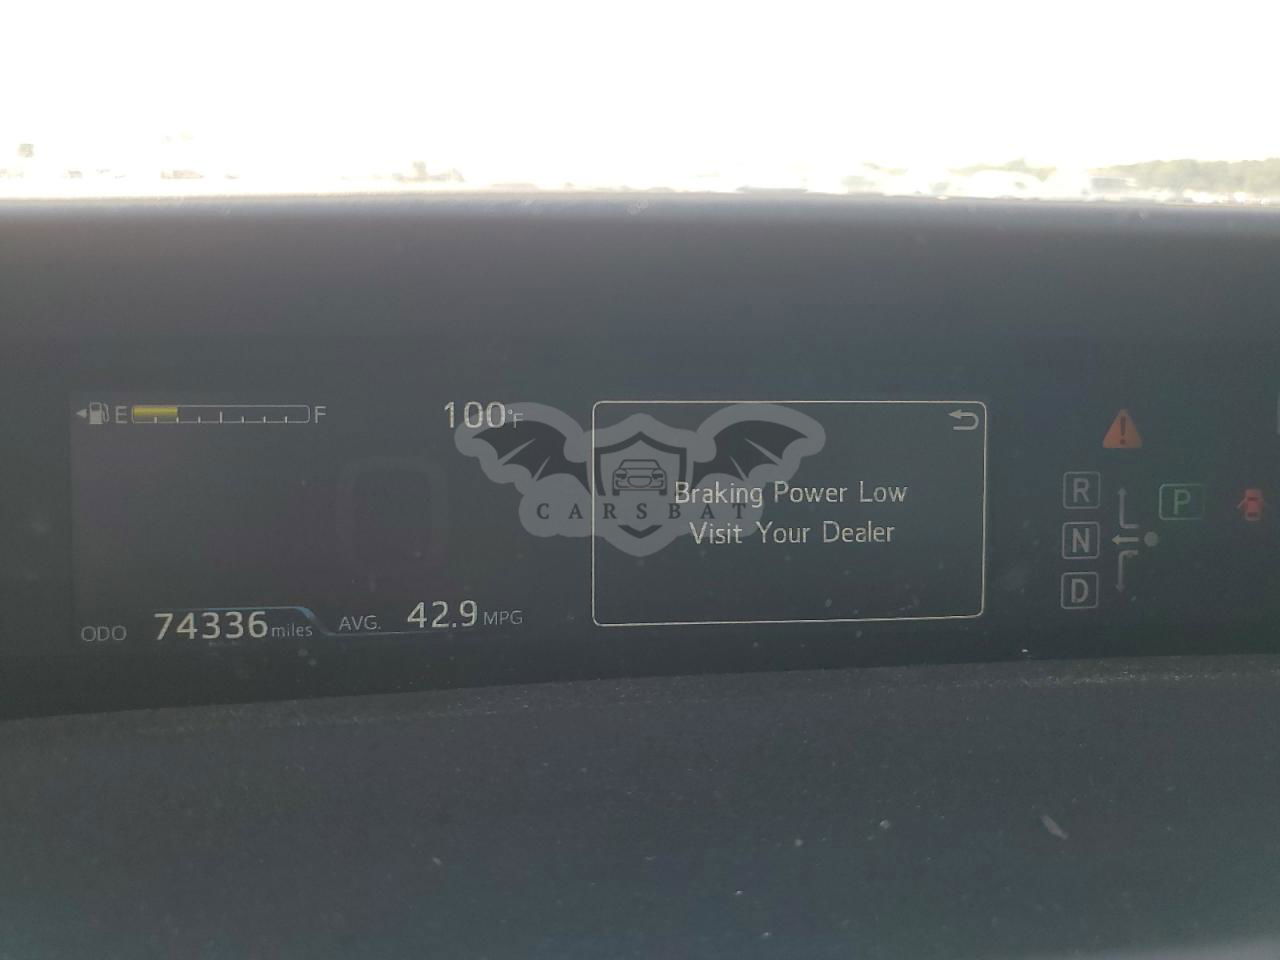 E F
100°F
Braking Power Low
Visit Your Dealer
CARSBAT
ODO 74336 miles AVG. 42.9 MPG
R
N
D
P